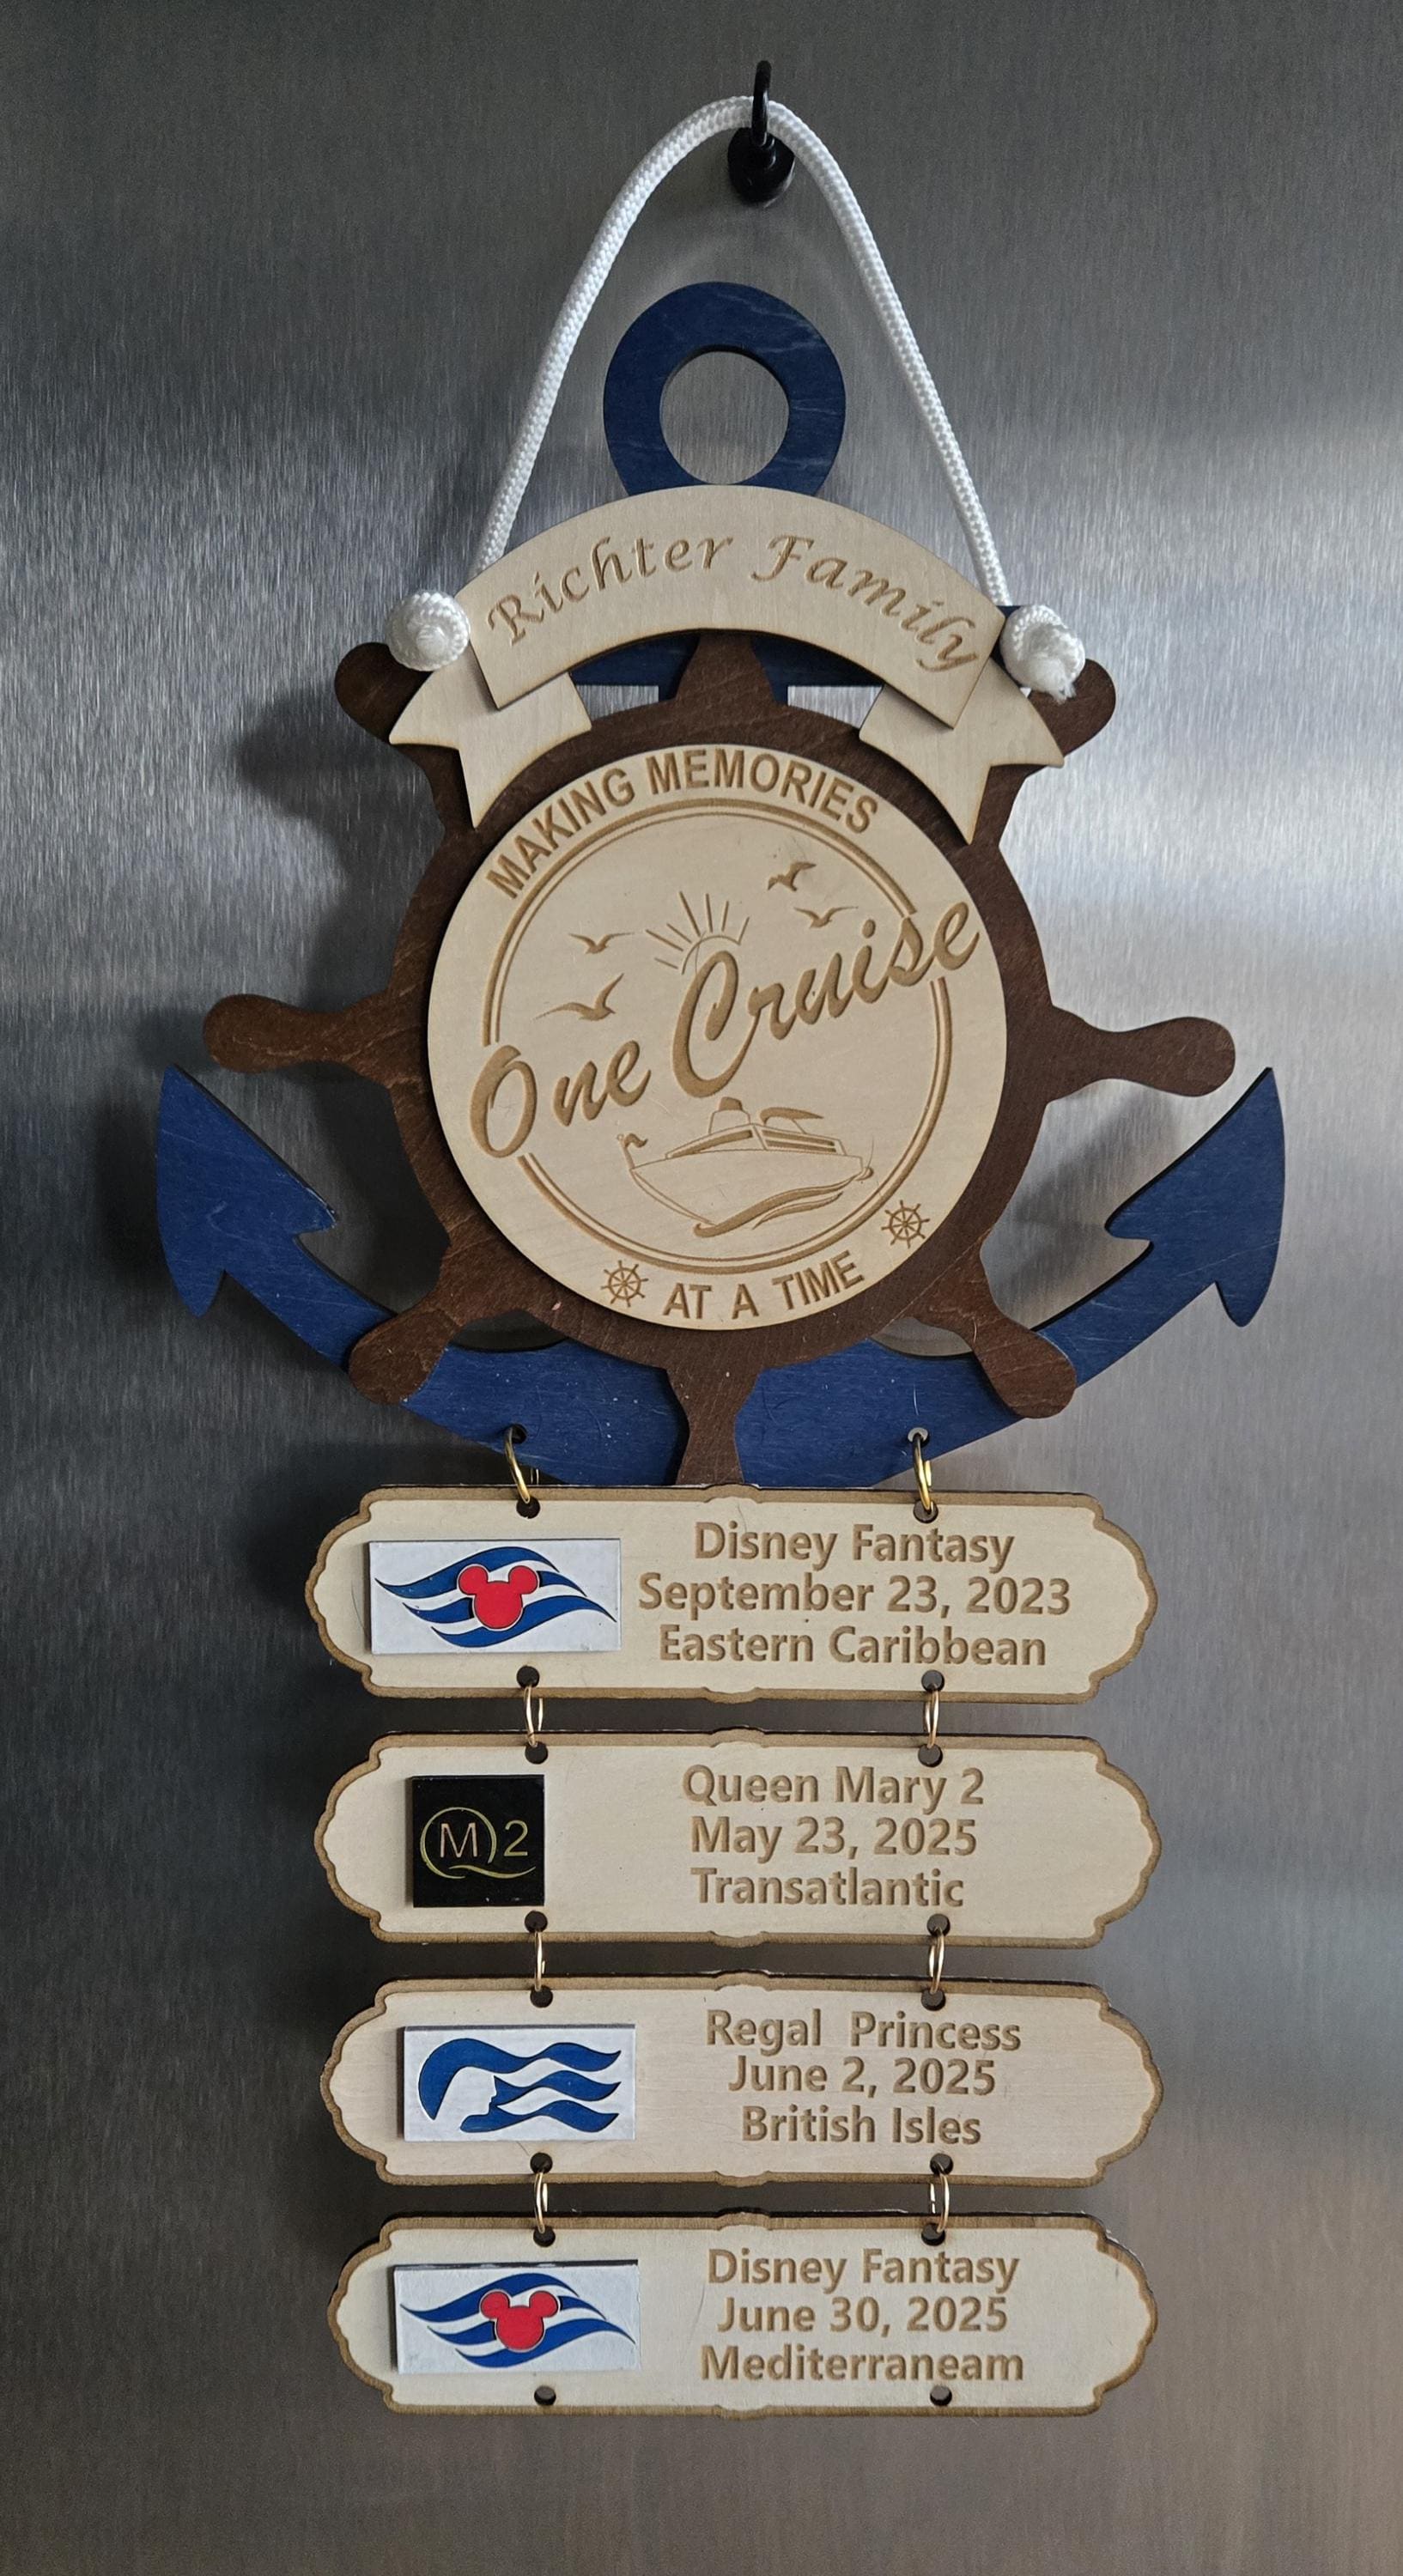 Richter Family
MAKING MEMORIES
One Cruise
AT A TIME
Disney Fantasy
September 23, 2023
Eastern Caribbean
QM2
Queen Mary 2
May 23, 2025
Transatlantic
Regal Princess
June 2, 2025
British Isles
Disney Fantasy
June 30, 2025
Mediterraneam